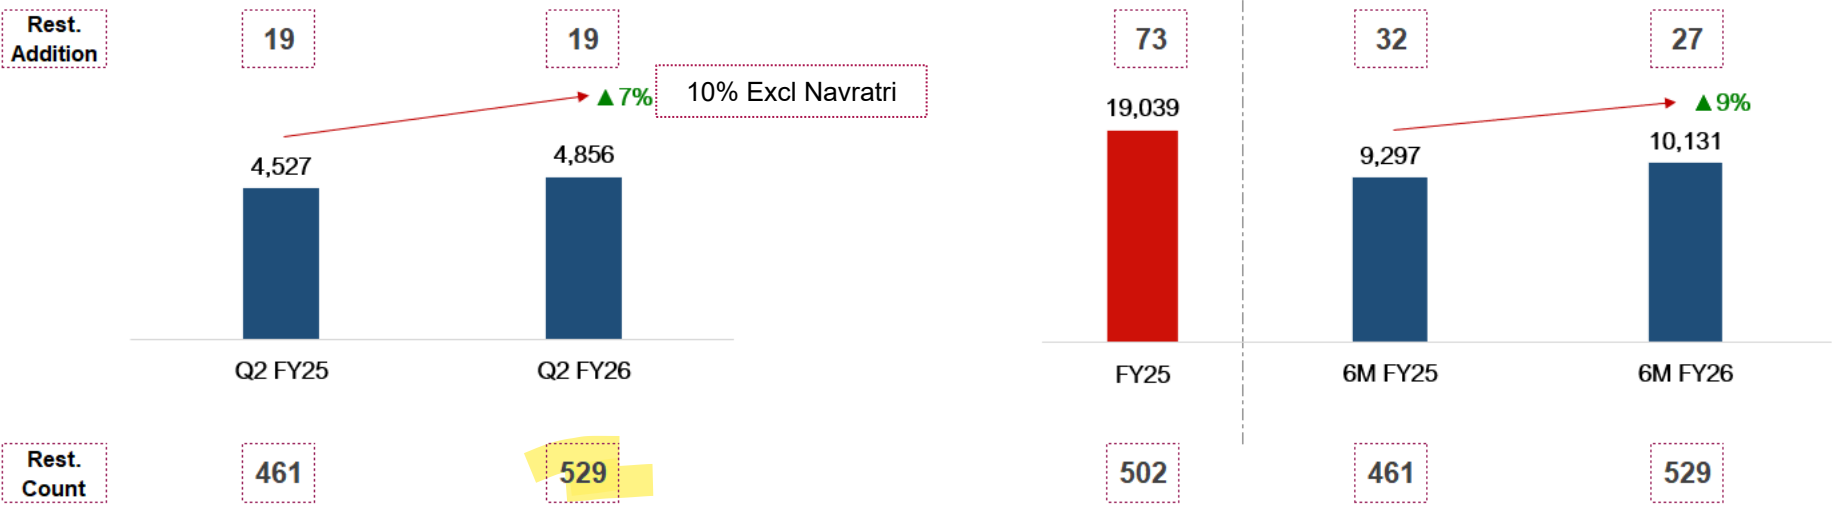 Rest.
Addition
19
19
73
32
27
▲7%
10% Excl Navratri
▲9%
4,527
4,856
19,039
9,297
10,131
Q2 FY25
Q2 FY26
FY25
6M FY25
6M FY26
Rest.
Count
461
529
502
461
529